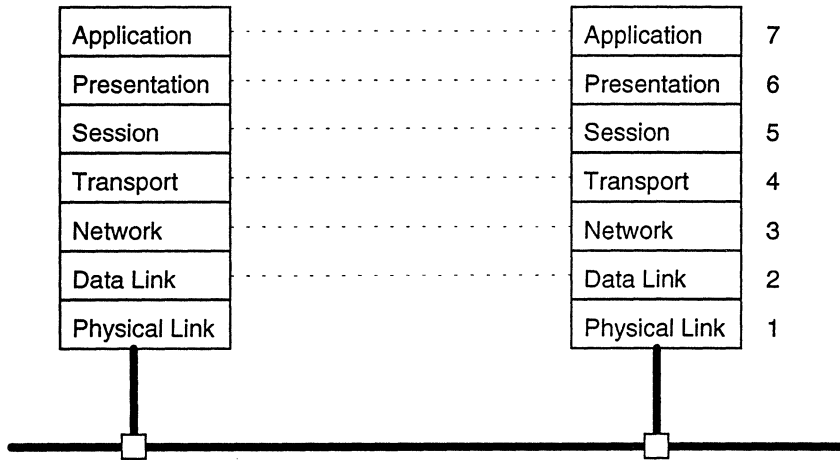 Application Application 7
Presentation Presentation 6
Session Session 5
Transport Transport 4
Network Network 3
Data Link Data Link 2
Physical Link Physical Link 1